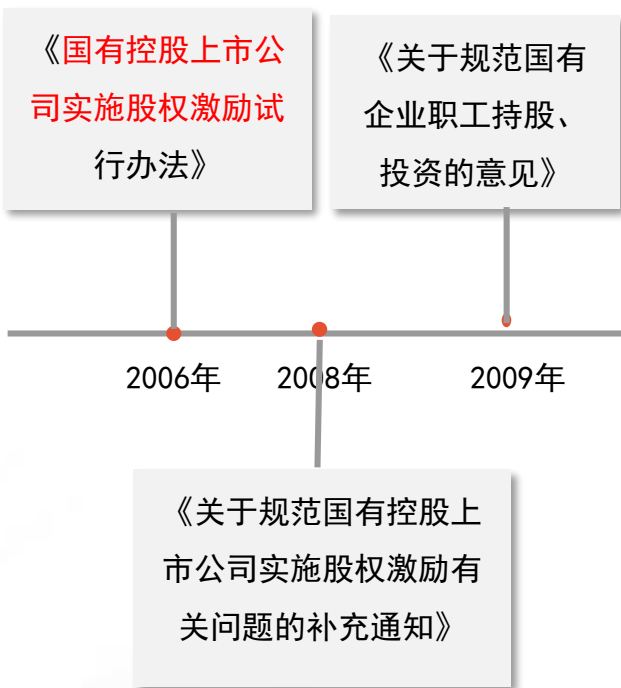 《国有控股上市公
司实施股权激励试
行办法》
《关于规范国有
企业职工持股、
投资的意见》
2006年
2008年
2009年
《关于规范国有控股上
市公司实施股权激励有
关问题的补充通知》